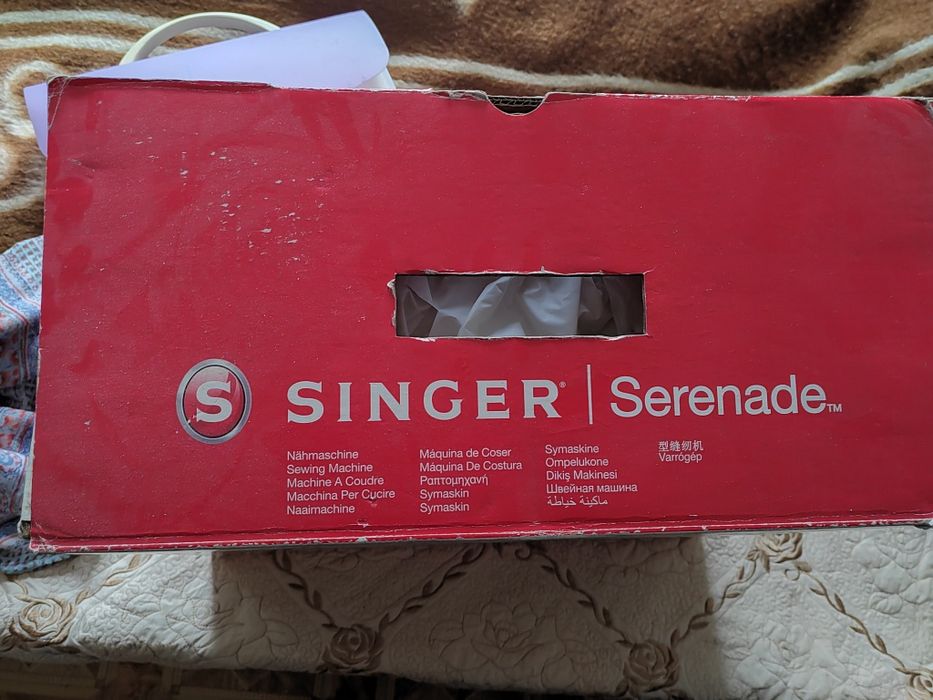 S SINGER® | Serenade™
Nähmaschine
Sewing Machine
Machine A Coudre
Macchina Per Cucire
Naaimachine
Máquina de Coser
Máquina De Costura
Ραπτομηχανή
Symaskin
Symaskin
Symaskine
Ompelukone
Dikiş Makinesi
Швейная машина
ماكينة خياطة
型缝纫机
Varrógép